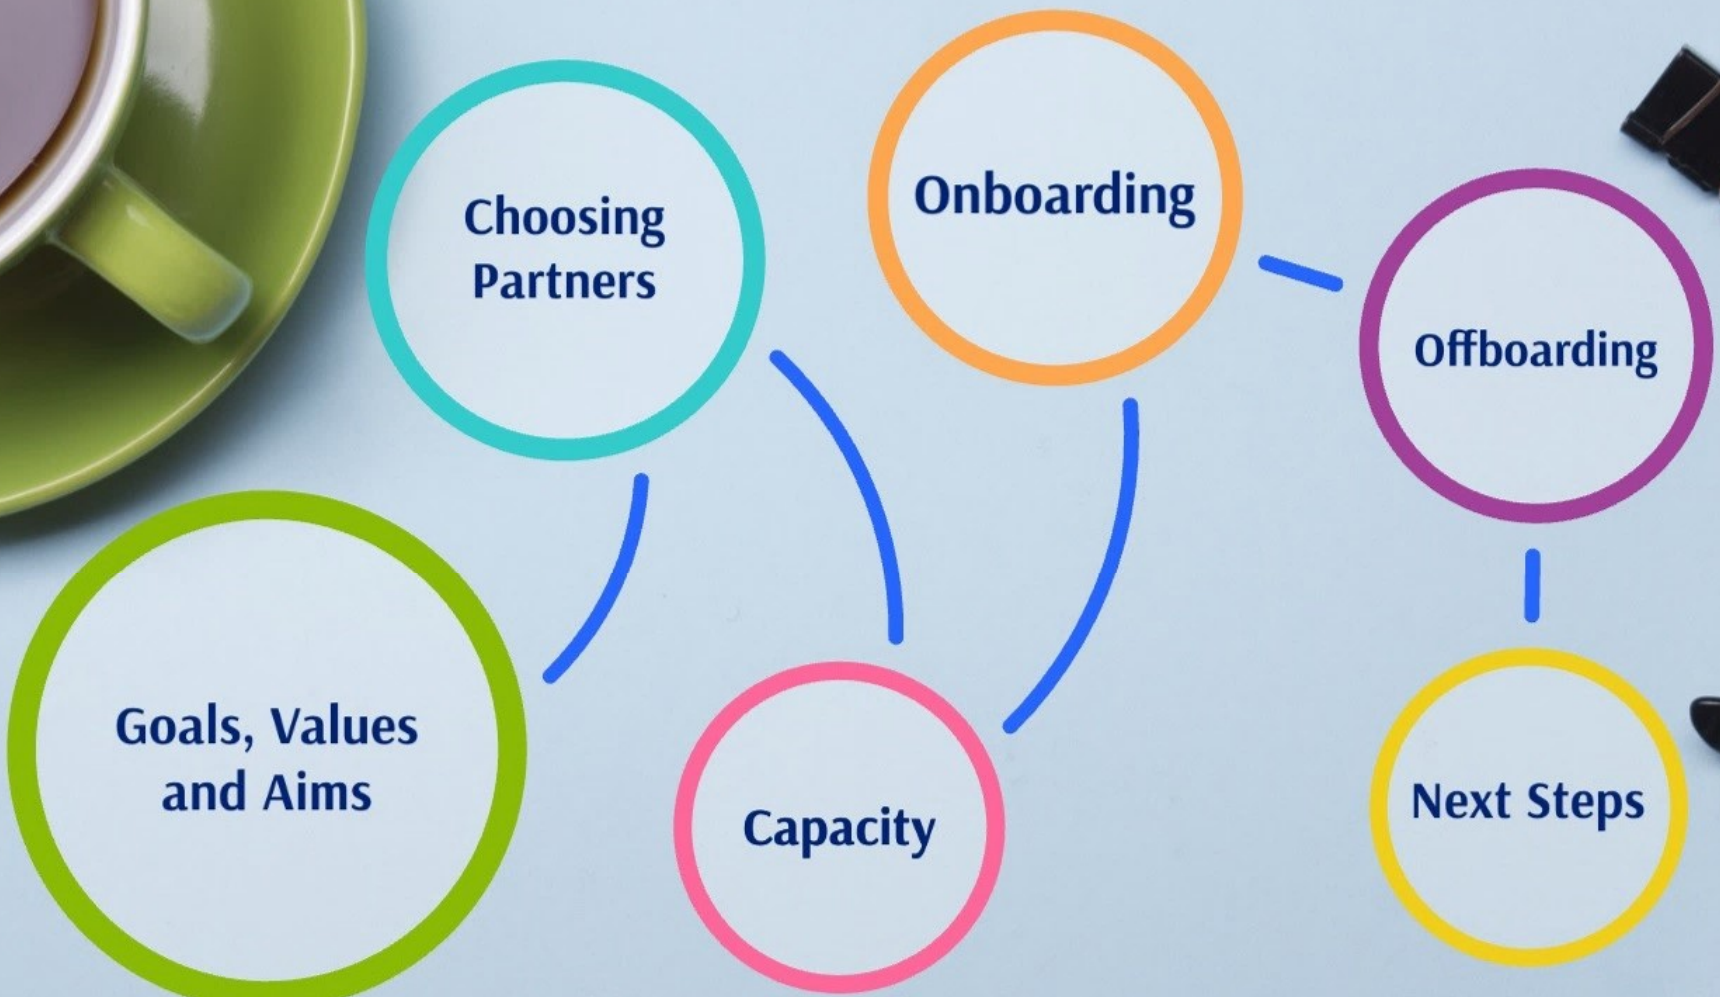 Goals, Values
and Aims
Choosing
Partners
Capacity
Onboarding
Offboarding
Next Steps